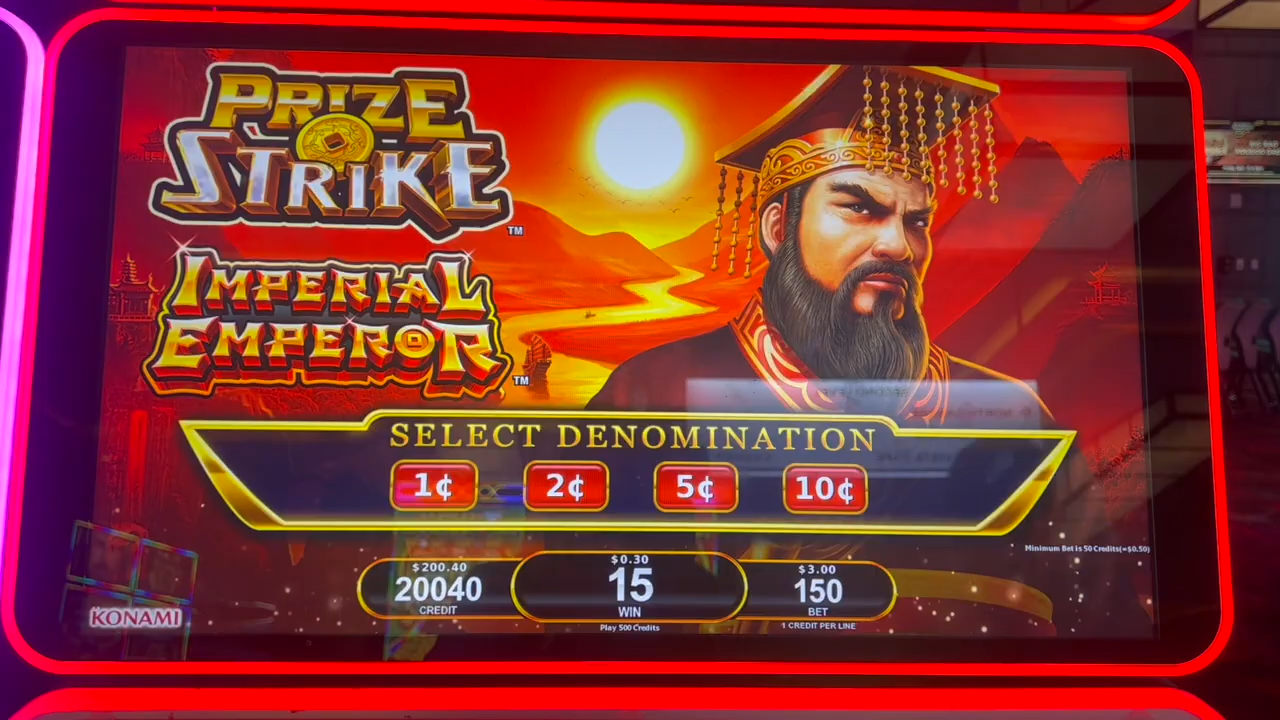 PRIZE
STRIKE
TM
IMPERIAL
EMPEROR
TM
SELECT DENOMINATION
1¢ 2¢ 5¢ 10¢
Minimum Bet is 50 Credits(=$0.50)
$200.40 $0.30 $3.00
20040 15 150
CREDIT WIN BET
KONAMI
Play 500 Credits 1 CREDIT PER LINE